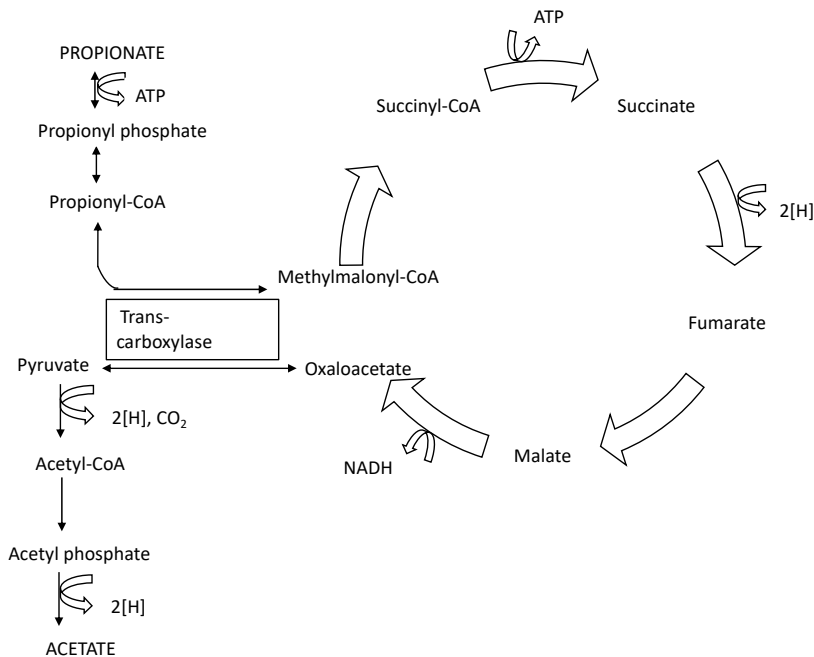 ATP
PROPIONATE
ATP
Propionyl phosphate
Succinyl-CoA
Succinate
Propionyl-CoA
2[H]
Methylmalonyl-CoA
Trans-
carboxylase
Fumarate
Pyruvate
Oxaloacetate
2[H], CO₂
Acetyl-CoA
NADH
Malate
Acetyl phosphate
2[H]
ACETATE